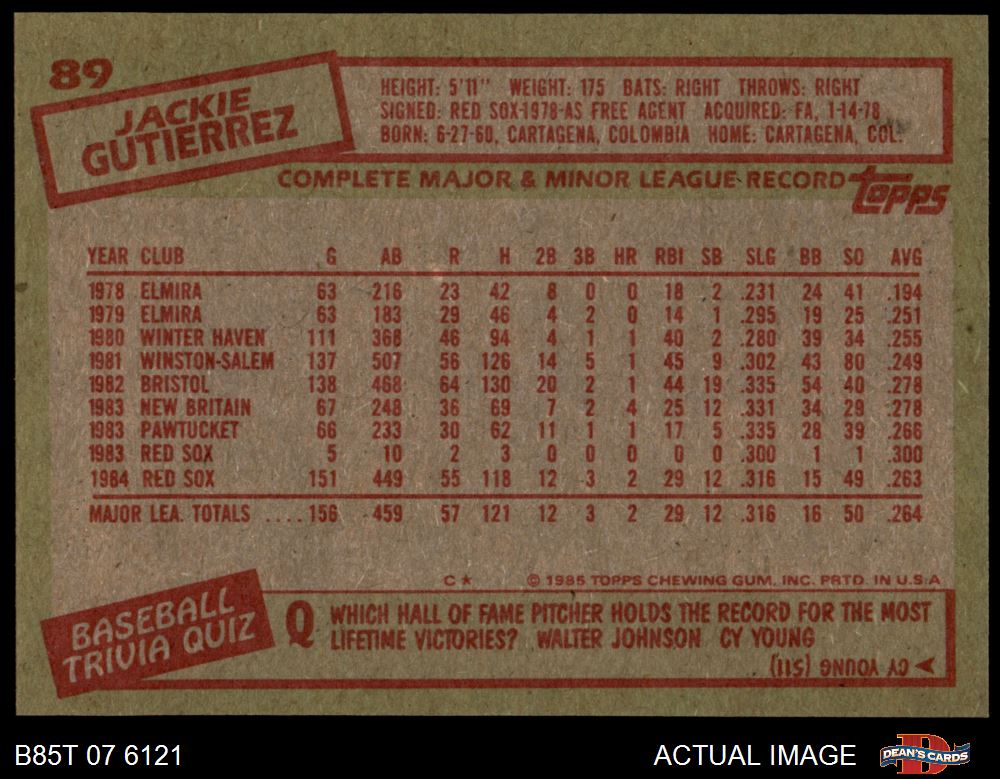 89
JACKIE
GUTIERREZ
HEIGHT: 5'11" WEIGHT: 175 BATS: RIGHT THROWS: RIGHT
SIGNED: RED SOX-1978-AS FREE AGENT ACQUIRED: FA, 1-14-78
BORN: 6-27-60, CARTAGENA, COLOMBIA HOME: CARTAGENA, COL.
COMPLETE MAJOR & MINOR LEAGUE RECORD topps
YEAR CLUB G AB R H 2B 3B HR RBI SB SLG BB SO AVG
1978 ELMIRA 63 216 23 42 8 0 0 18 2 .231 24 41 .194
1979 ELMIRA 63 183 29 46 4 2 0 14 1 .295 19 25 .251
1980 WINTER HAVEN 111 368 46 94 4 1 1 40 2 .280 39 34 .255
1981 WINSTON-SALEM 137 507 56 126 14 5 1 45 9 .302 43 80 .249
1982 BRISTOL 138 468 64 130 20 2 1 44 19 .335 54 40 .278
1983 NEW BRITAIN 67 248 36 69 7 2 4 25 12 .331 34 29 .278
1983 PAWTUCKET 66 233 30 62 11 1 1 17 5 .335 28 39 .266
1983 RED SOX 5 10 2 3 0 0 0 0 0 .300 1 1 .300
1984 RED SOX 151 449 55 118 12 3 2 29 12 .316 15 49 .263
MAJOR LEA. TOTALS ....156 459 57 121 12 3 2 29 12 .316 16 50 .264
C★ © 1985 TOPPS CHEWING GUM, INC. PRTD. IN U.S.A
BASEBALL
TRIVIA QUIZ
Q WHICH HALL OF FAME PITCHER HOLDS THE RECORD FOR THE MOST
LIFETIME VICTORIES? WALTER JOHNSON CY YOUNG
CY YOUNG (511)
B85T 07 6121 ACTUAL IMAGE DEAN'S CARDS